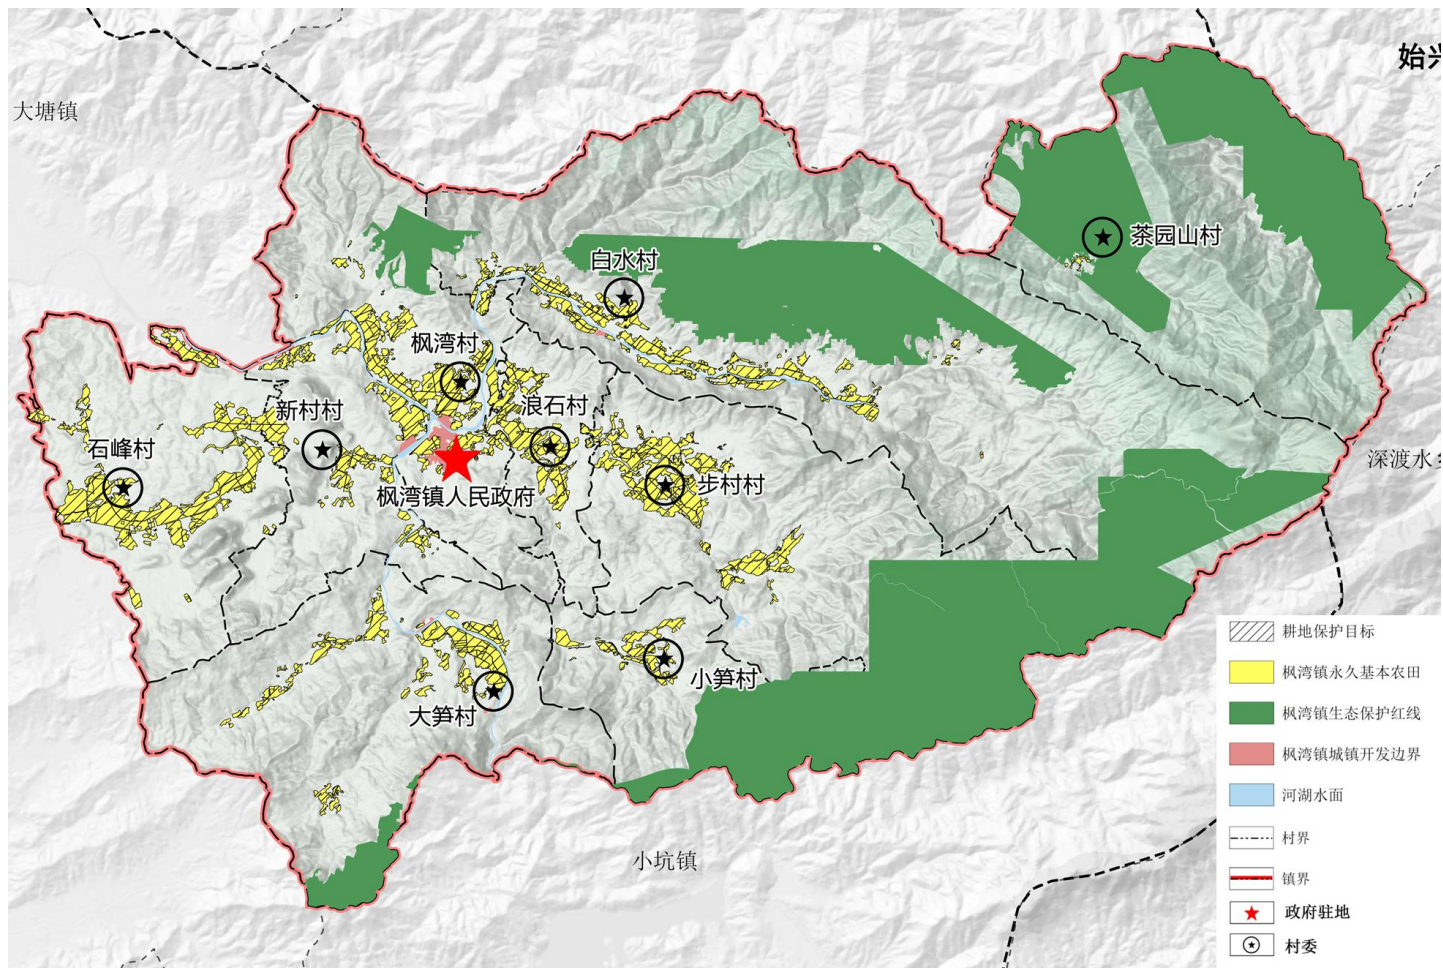 始兴
大塘镇
茶园山村
白水村
枫湾村
浪石村
新村村
石峰村
步村村
枫湾镇人民政府
深渡水乡
小笋村
大笋村
小坑镇
耕地保护目标
枫湾镇永久基本农田
枫湾镇生态保护红线
枫湾镇城镇开发边界
河湖水面
村界
镇界
政府驻地
村委